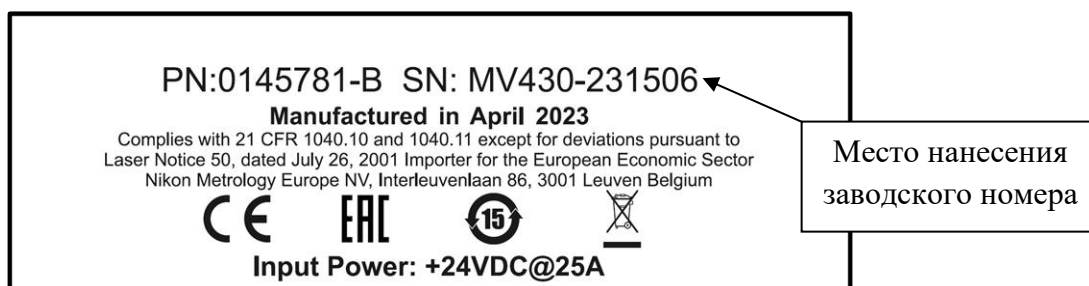 PN:0145781-B SN: MV430-231506
Manufactured in April 2023
Complies with 21 CFR 1040.10 and 1040.11 except for deviations pursuant to
Laser Notice 50, dated July 26, 2001 Importer for the European Economic Sector
Nikon Metrology Europe NV, Interleuvenlaan 86, 3001 Leuven Belgium
CE EAC 15
Input Power: +24VDC@25A
Место нанесения
заводского номера